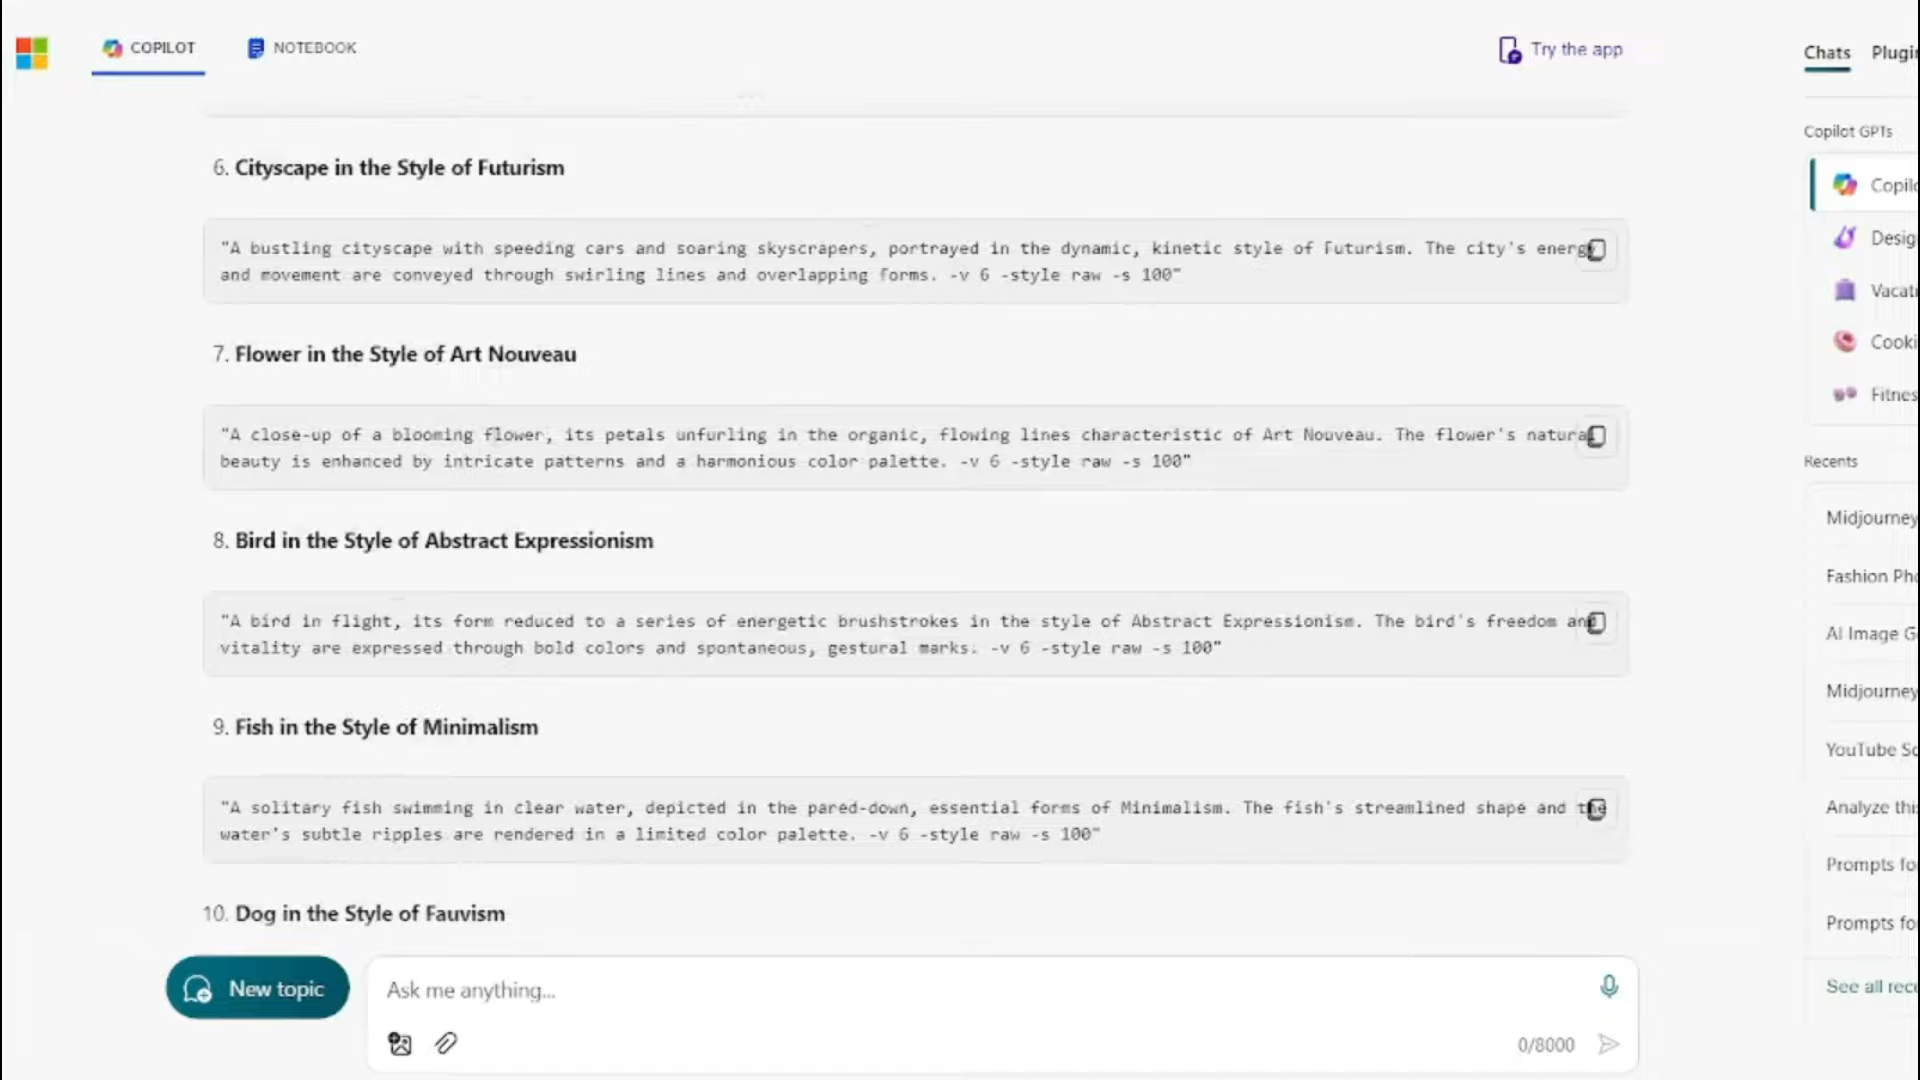 COPILOT
NOTEBOOK
Try the app
Chats
6. Cityscape in the Style of Futurism
"A bustling cityscape with speeding cars and soaring skyscrapers, portrayed in the dynamic, kinetic style of Futurism. The city's energy
and movement are conveyed through swirling lines and overlapping forms. -v 6 -style raw -s 100"
7. Flower in the Style of Art Nouveau
"A close-up of a blooming flower, its petals unfurling in the organic, flowing lines characteristic of Art Nouveau. The flower's natural
beauty is enhanced by intricate patterns and a harmonious color palette. -v 6 -style raw -s 100"
8. Bird in the Style of Abstract Expressionism
"A bird in flight, its form reduced to a series of energetic brushstrokes in the style of Abstract Expressionism. The bird's freedom and
vitality are expressed through bold colors and spontaneous, gestural marks. -v 6 -style raw -s 100"
9. Fish in the Style of Minimalism
"A solitary fish swimming in clear water, depicted in the pared-down, essential forms of Minimalism. The fish's streamlined shape and the
water's subtle ripples are rendered in a limited color palette. -v 6 -style raw -s 100"
10. Dog in the Style of Fauvism
New topic
Ask me anything...
0/8000
Copilot GPTs
Recents
Midjourney
Fashion
AI Image
Midjourney
YouTube
Analyze
Prompts
Prompts
See all